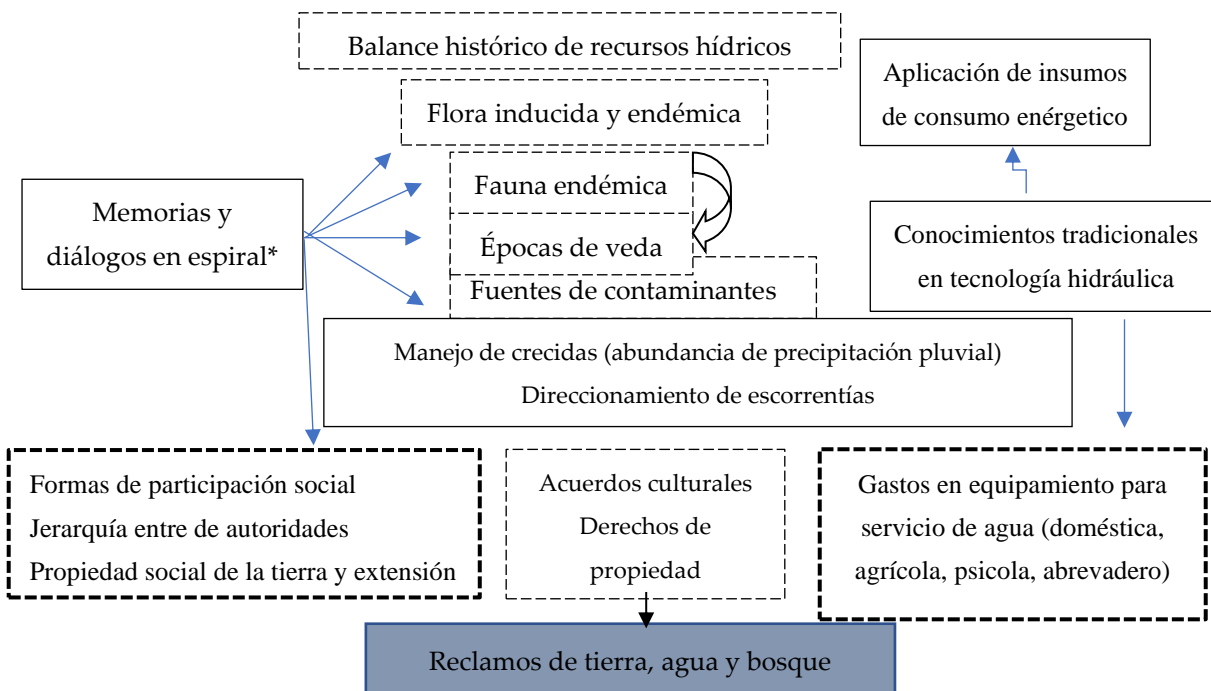 Balance histórico de recursos hídricos
Aplicación de insumos
de consumo enérgetico
Flora inducida y endémica
Fauna endémica
Memorias y
diálogos en espiral*
Épocas de veda
Conocimientos tradicionales
en tecnología hidráulica
Fuentes de contaminantes
Manejo de crecidas (abundancia de precipitación pluvial)
Direccionamiento de escorrentías
Formas de participación social
Jerarquía entre de autoridades
Propiedad social de la tierra y extensión
Acuerdos culturales
Derechos de
propiedad
Gastos en equipamiento para
servicio de agua (doméstica,
agrícola, psicola, abrevadero)
Reclamos de tierra, agua y bosque